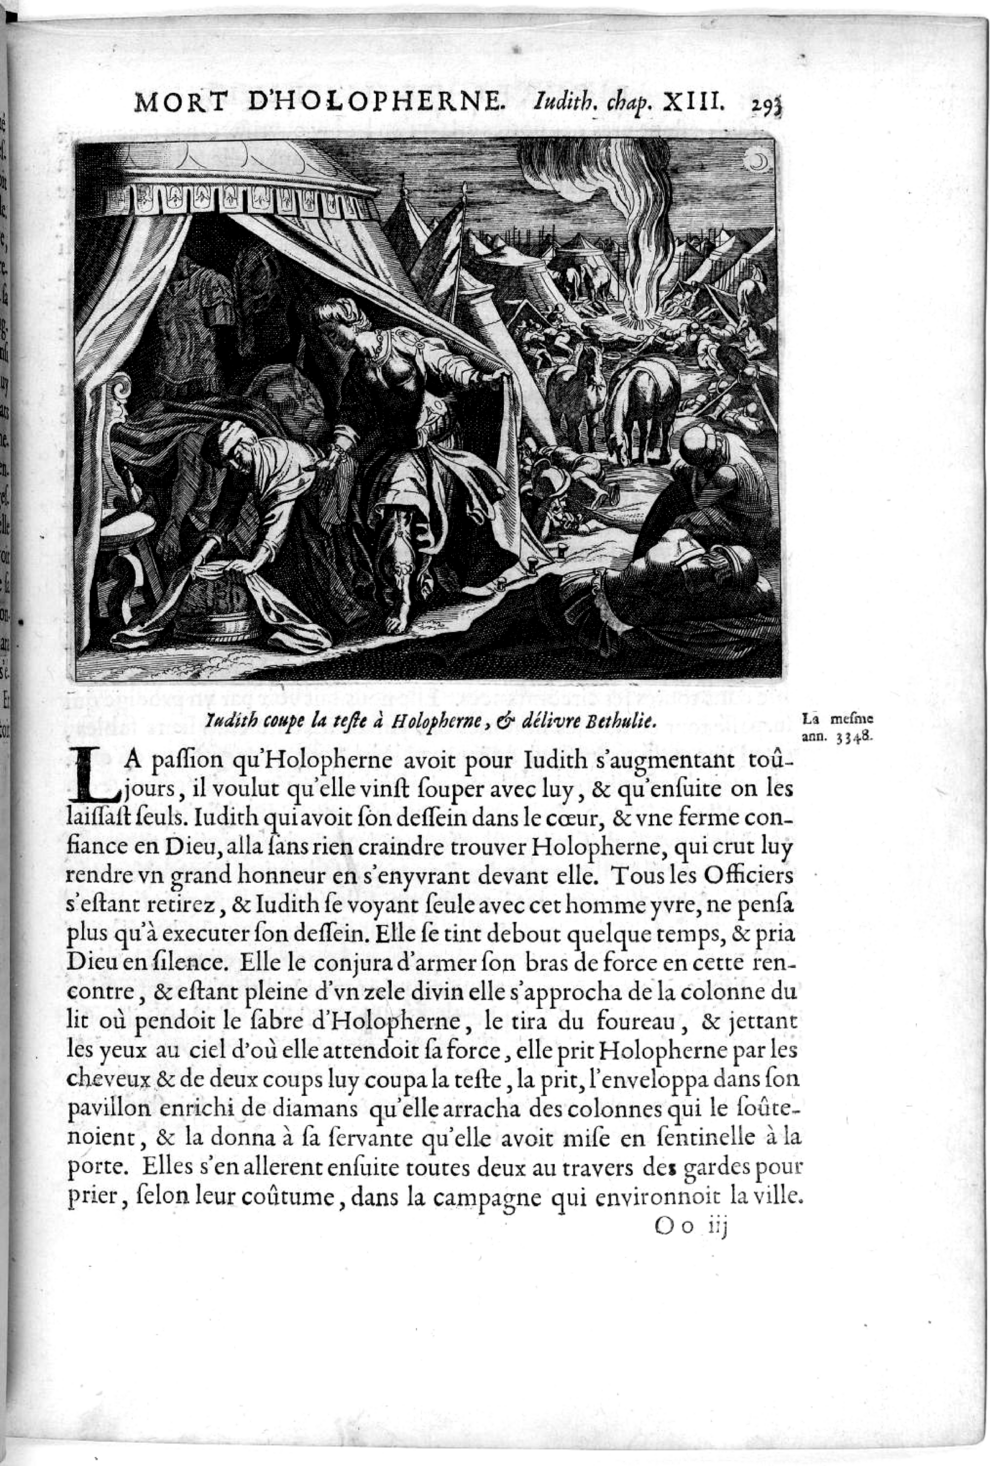 MORT D'HOLOPHERNE. Iudith. chap. XIII. 293
Iudith coupe la teſte à Holopherne, & délivre Bethulie.
La meſme
ann. 3348.
LA paſſion qu'Holopherne avoit pour Iudith s'augmentant toû-
jours, il voulut qu'elle vinſt ſouper avec luy, & qu'enſuite on les
laiſſaſt ſeuls. Iudith qui avoit ſon deſſein dans le cœur, & vne ferme con-
fiance en Dieu, alla ſans rien craindre trouver Holopherne, qui crut luy
rendre vn grand honneur en s'enyvrant devant elle. Tous les Officiers
s'eſtant retirez, & Iudith ſe voyant ſeule avec cet homme yvre, ne penſa
plus qu'à executer ſon deſſein. Elle ſe tint debout quelque temps, & pria
Dieu en ſilence. Elle le conjura d'armer ſon bras de force en cette ren-
contre, & eſtant pleine d'vn zele divin elle s'approcha de la colonne du
lit où pendoit le ſabre d'Holopherne, le tira du foureau, & jettant
les yeux au ciel d'où elle attendoit ſa force, elle prit Holopherne par les
cheveux & de deux coups luy coupa la teſte, la prit, l'enveloppa dans ſon
pavillon enrichi de diamans qu'elle arracha des colonnes qui le ſoûte-
noient, & la donna à ſa ſervante qu'elle avoit miſe en ſentinelle à la
porte. Elles s'en allerent enſuite toutes deux au travers des gardes pour
prier, ſelon leur coûtume, dans la campagne qui environnoit la ville.
O o iij